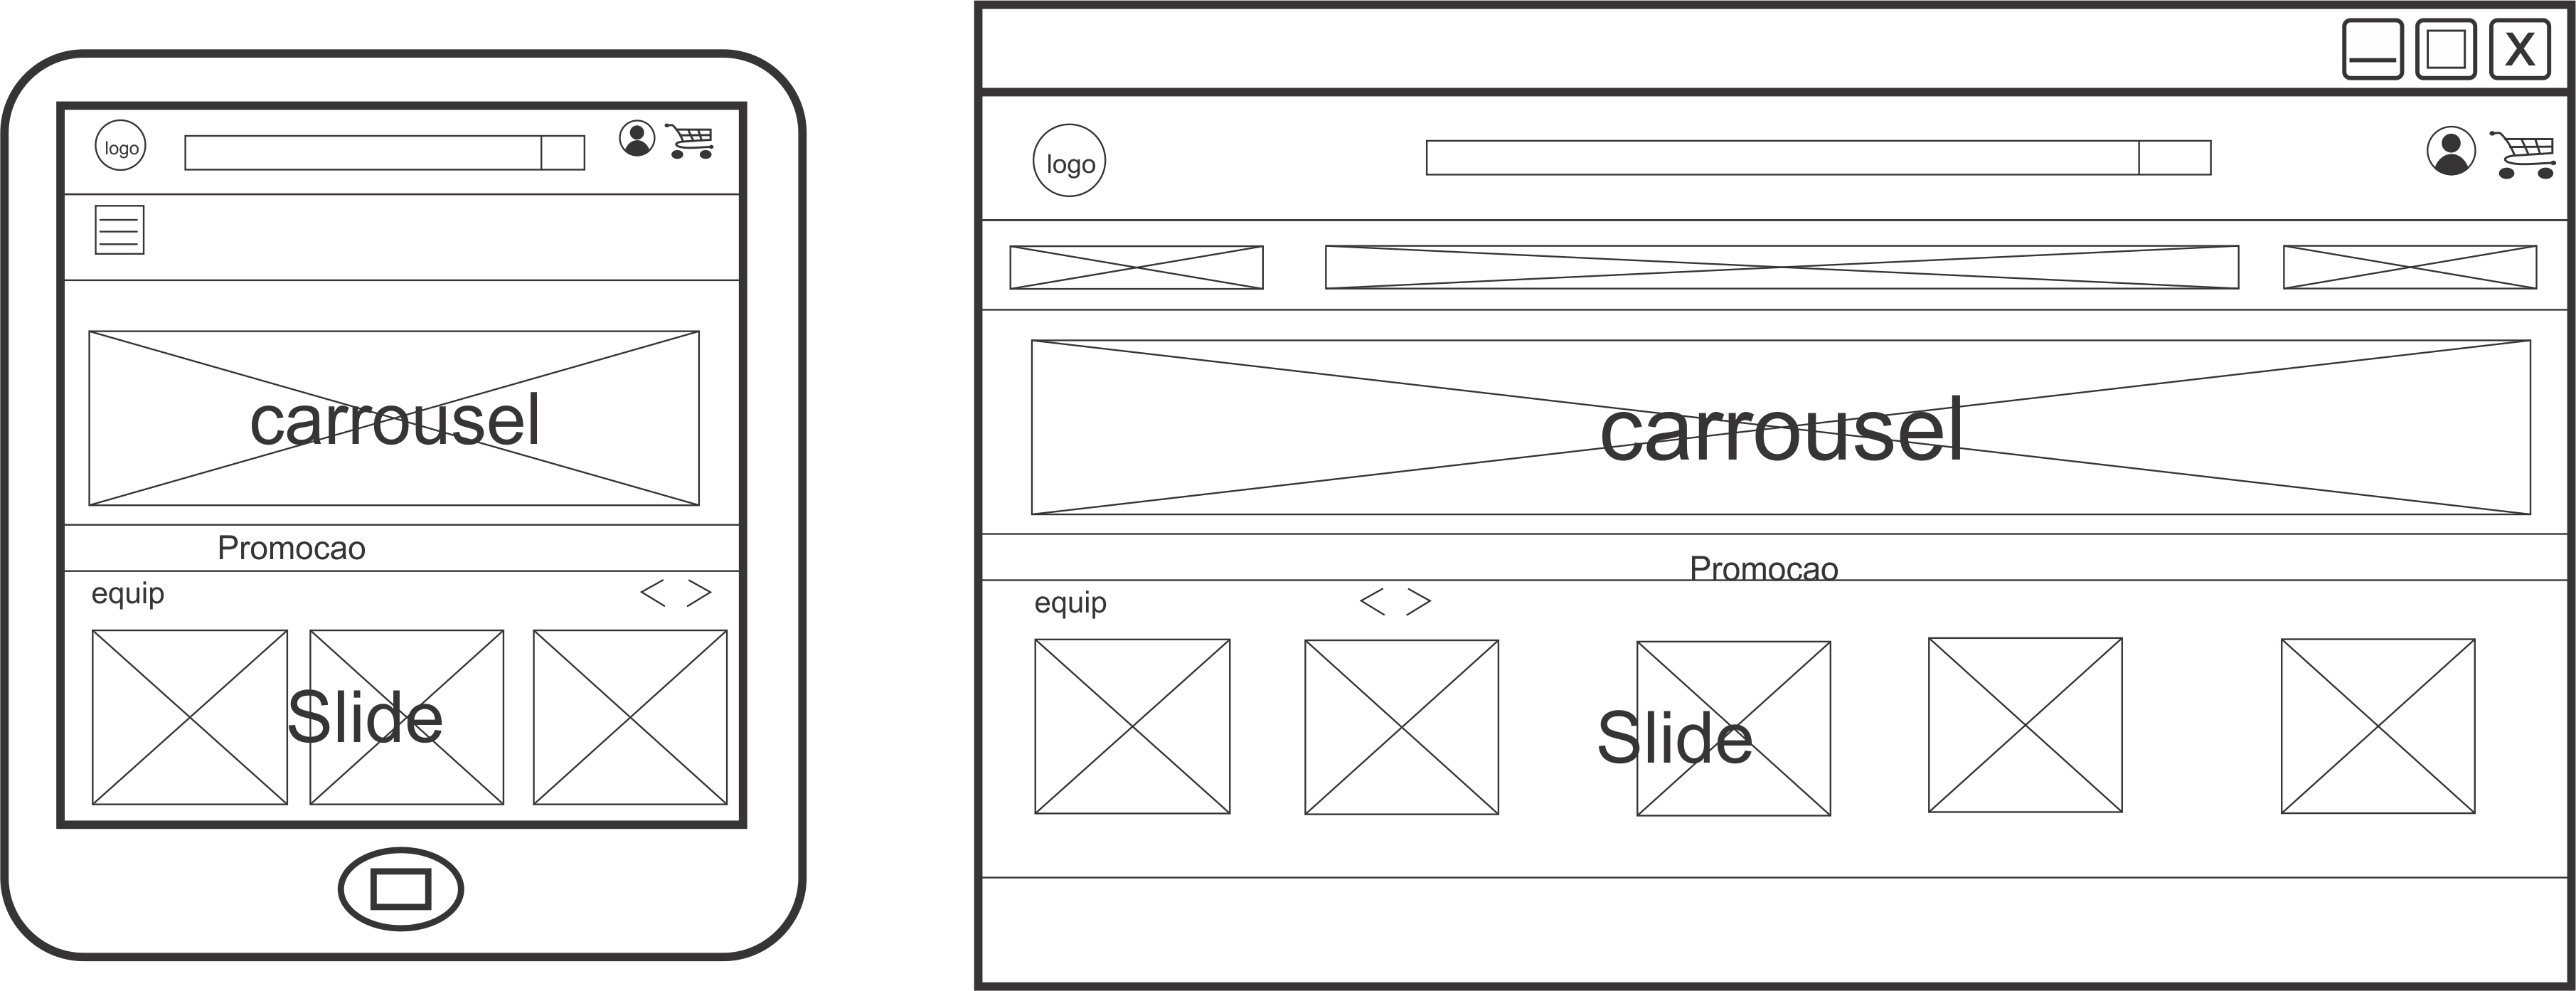 logo
carrousel
Promocao
equip
< >
Slide
X
logo
carrousel
Promocao
equip
< >
Slide